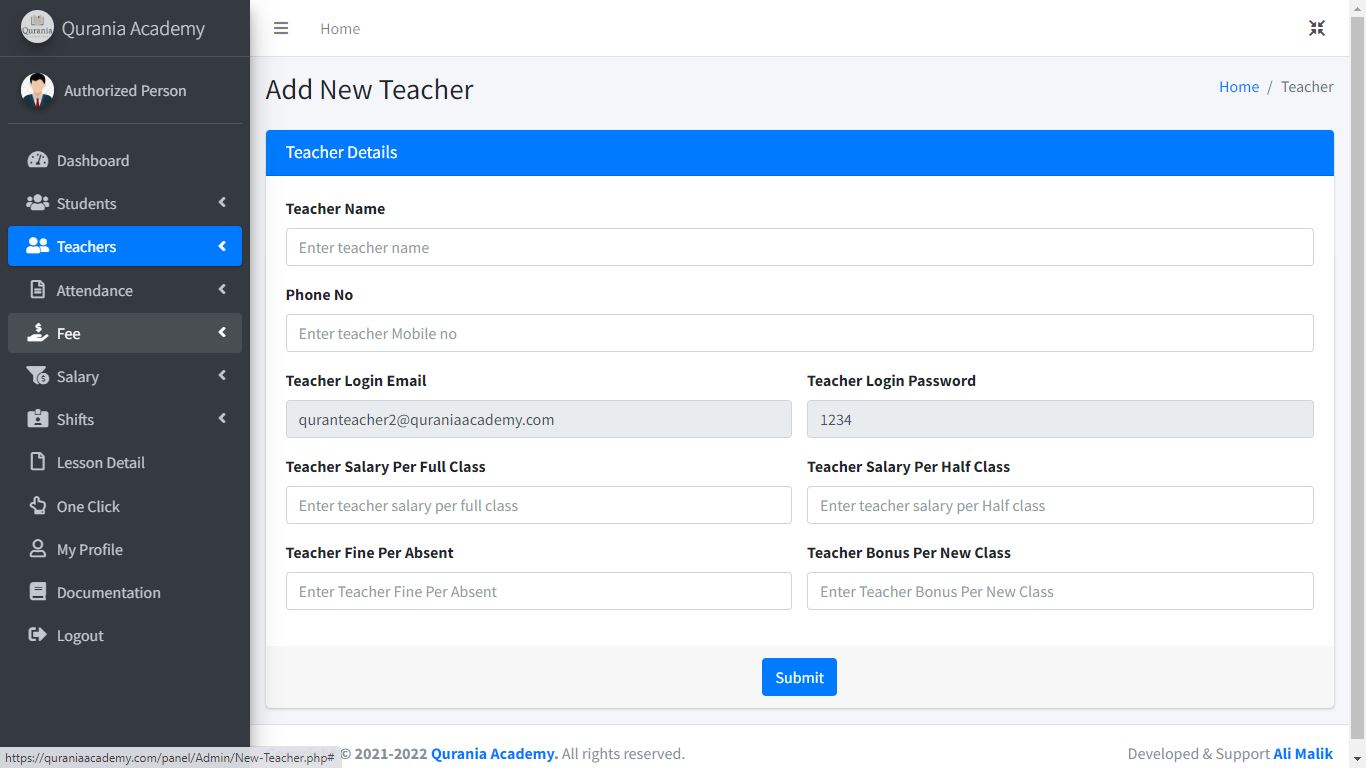 Qurania
Qurania Academy
Home
Authorized Person
Dashboard
Students
Teachers
Attendance
Fee
Salary
Shifts
Lesson Detail
One Click
My Profile
Documentation
Logout
Add New Teacher
Home / Teacher
Teacher Details
Teacher Name
Enter teacher name
Phone No
Enter teacher Mobile no
Teacher Login Email
Teacher Login Password
quranteacher2@quraniaacademy.com
1234
Teacher Salary Per Full Class
Teacher Salary Per Half Class
Enter teacher salary per full class
Enter teacher salary per Half class
Teacher Fine Per Absent
Teacher Bonus Per New Class
Enter Teacher Fine Per Absent
Enter Teacher Bonus Per New Class
Submit
© 2021-2022 Qurania Academy. All rights reserved.
Developed & Support Ali Malik
https://quraniaacademy.com/panel/Admin/New-Teacher.php#